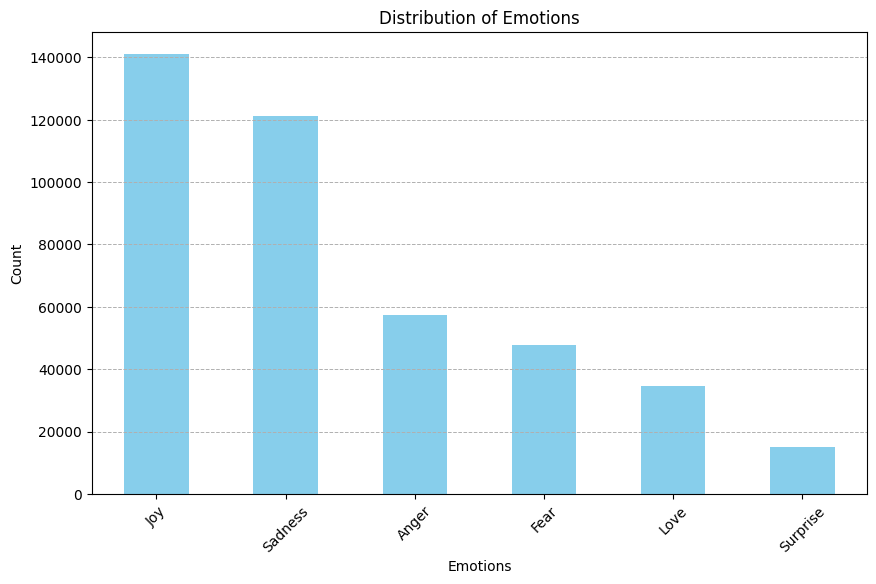 Distribution of Emotions
140000
120000
100000
80000
60000
40000
20000
0
Count
Joy
Sadness
Anger
Fear
Love
Surprise
Emotions